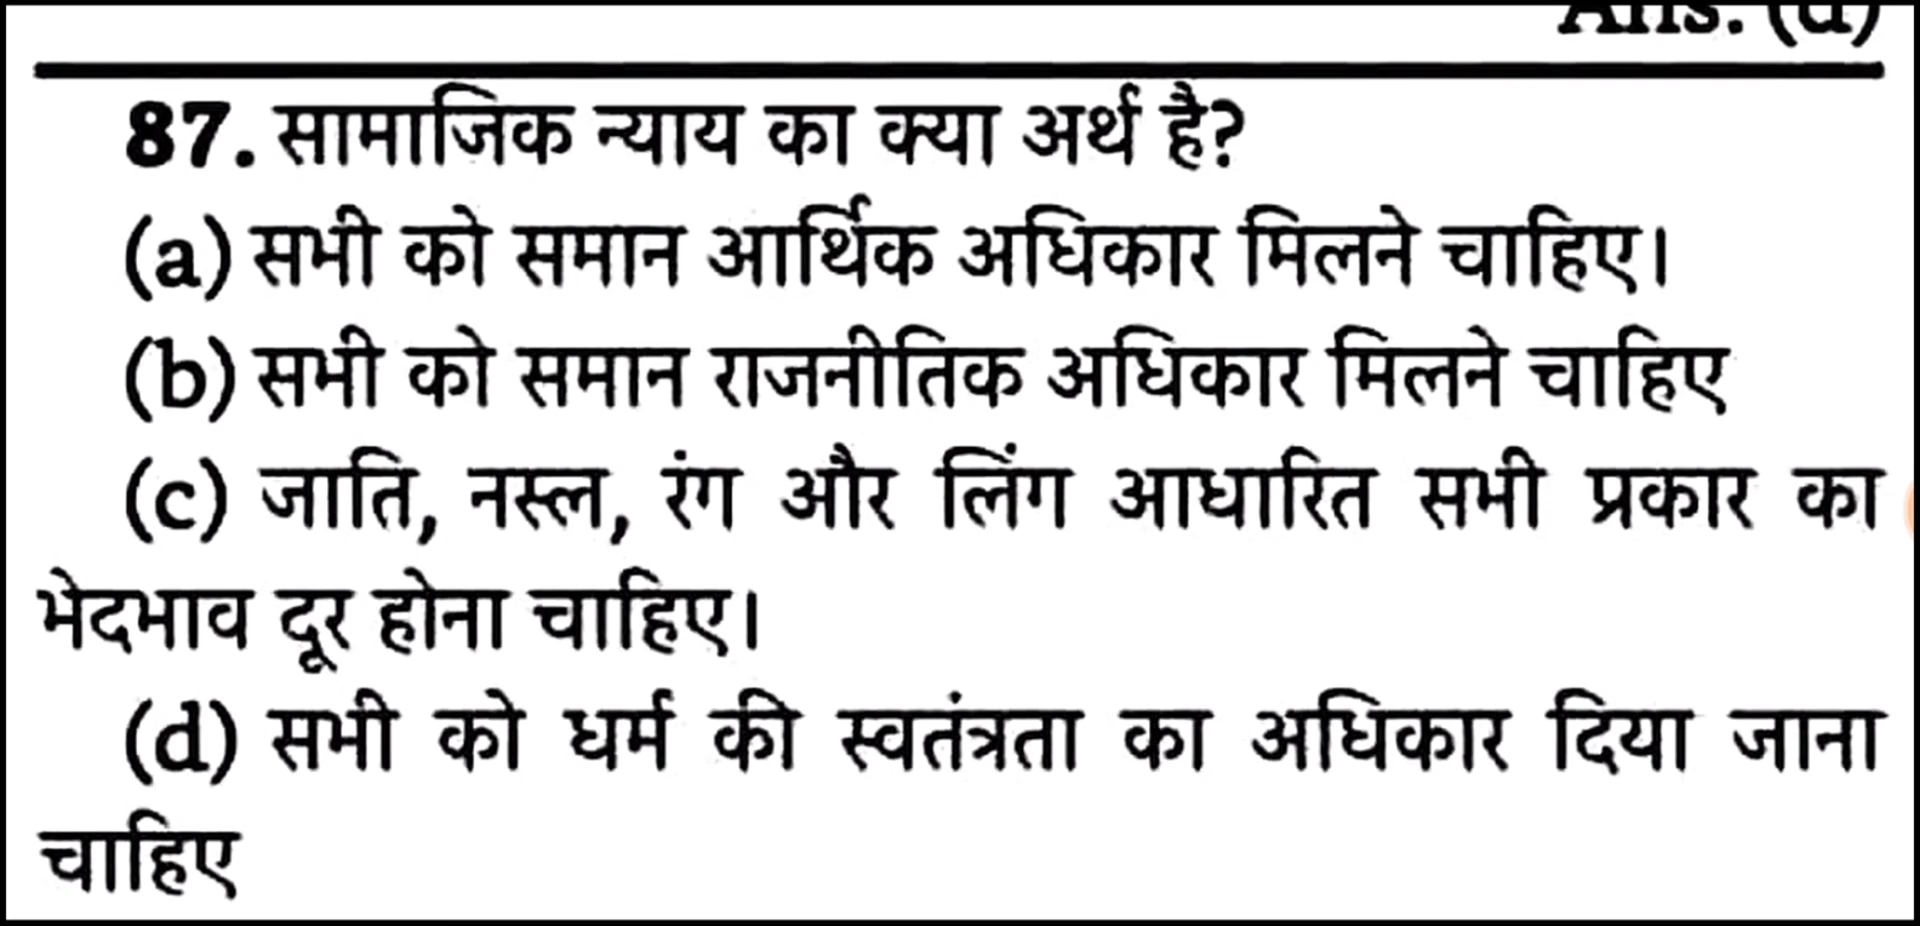 87. सामाजिक न्याय का क्या अर्थ है?
(a) सभी को समान आर्थिक अधिकार मिलने चाहिए।
(b) सभी को समान राजनीतिक अधिकार मिलने चाहिए
(c) जाति, नस्ल, रंग और लिंग आधारित सभी प्रकार का
भेदभाव दूर होना चाहिए।
(d) सभी को धर्म की स्वतंत्रता का अधिकार दिया जाना
चाहिए